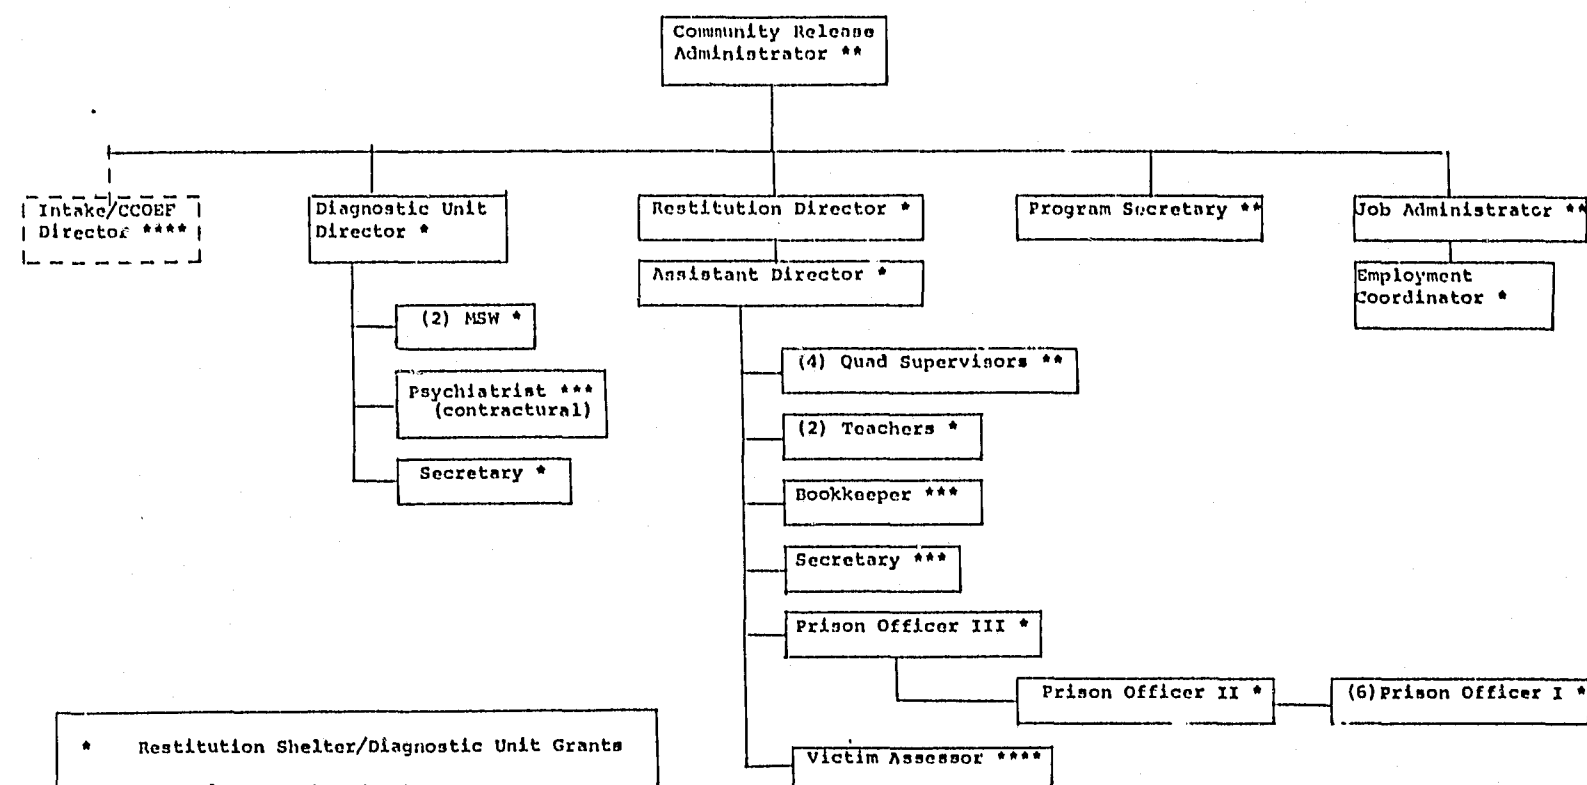 Community Release
Administrator **
Intake/CCOEF
Director ****
Diagnostic Unit
Director *
Restitution Director *
Program Secretary **
Job Administrator **
Assistant Director *
Employment
Coordinator *
(2) MSW *
Psychiatrist ***
(contractural)
Secretary *
(4) Quad Supervisors **
(2) Teachers *
Bookkeeper ***
Secretary ***
Prison Officer III *
Prison Officer II *
(6) Prison Officer I *
Victim Assessor ****
* Restitution Shelter/Diagnostic Unit Grants